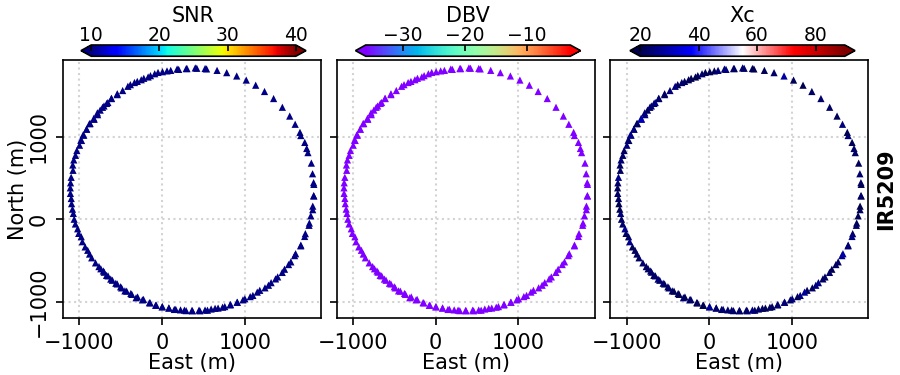 SNR DBV Xc
10 20 30 40 −30 −20 −10 20 40 60 80
North (m)
1000
0
−1000
IR5209
−1000 0 1000 −1000 0 1000 −1000 0 1000
East (m) East (m) East (m)